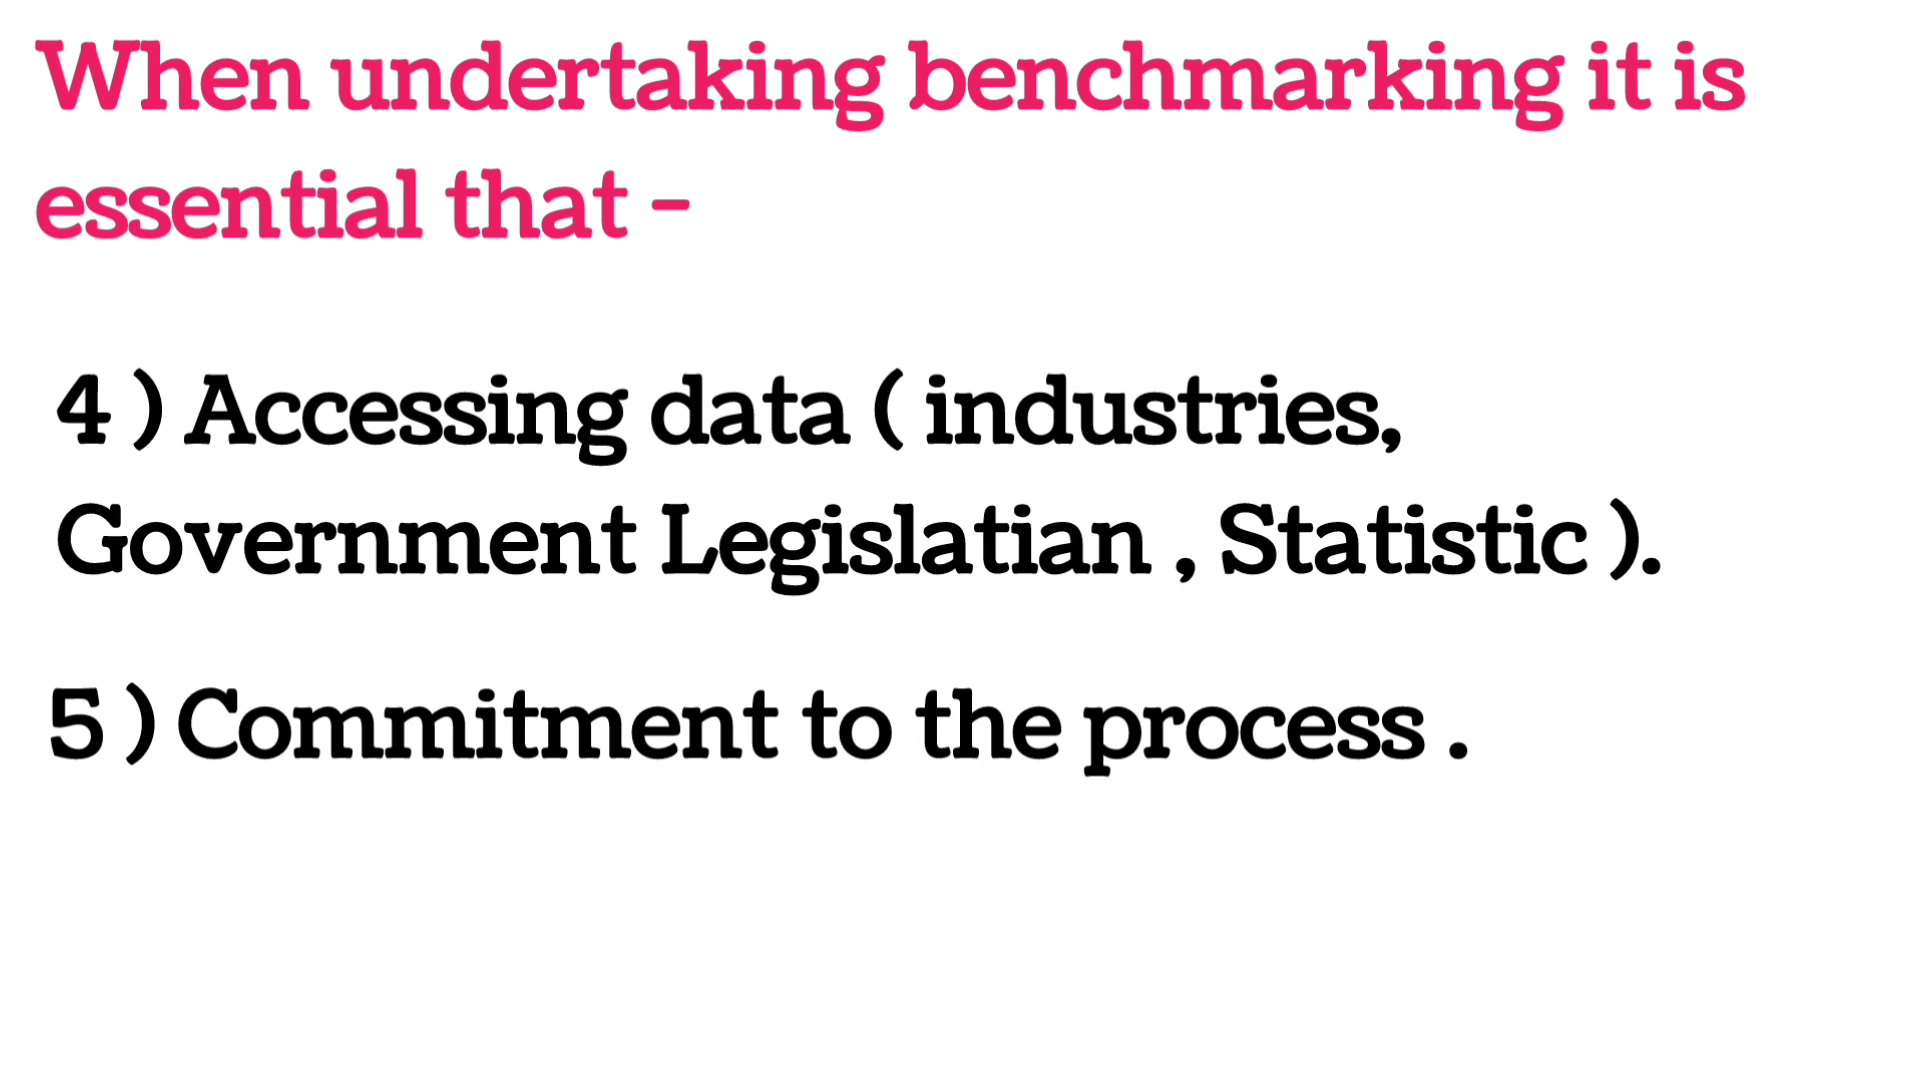 When undertaking benchmarking it is
essential that -
4 ) Accessing data ( industries,
Government Legislatian , Statistic ).
5 ) Commitment to the process .